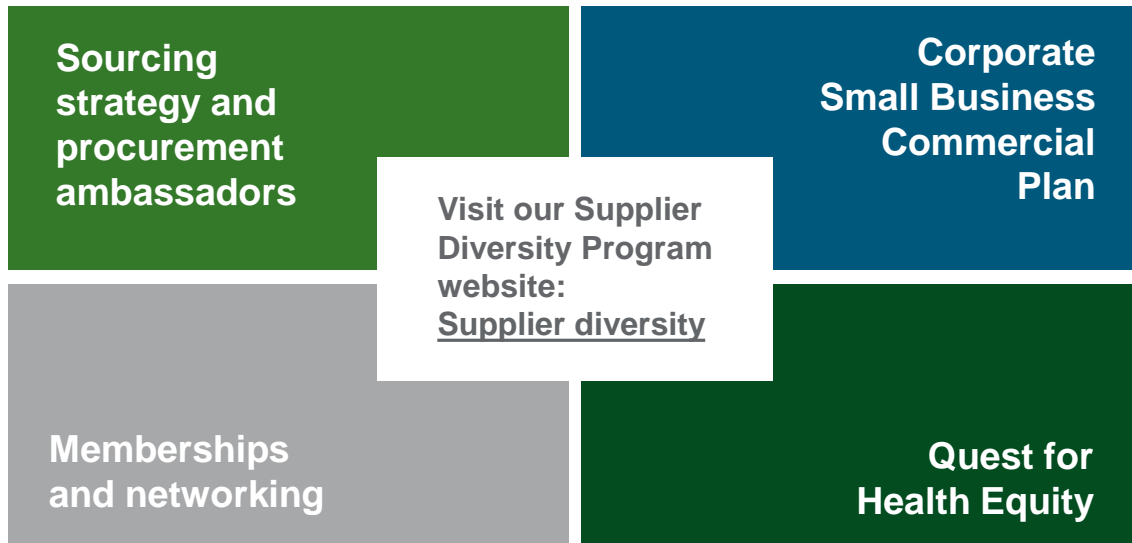 Sourcing
strategy and
procurement
ambassadors
Corporate
Small Business
Commercial
Plan
Visit our Supplier
Diversity Program
website:
Supplier diversity
Memberships
and networking
Quest for
Health Equity